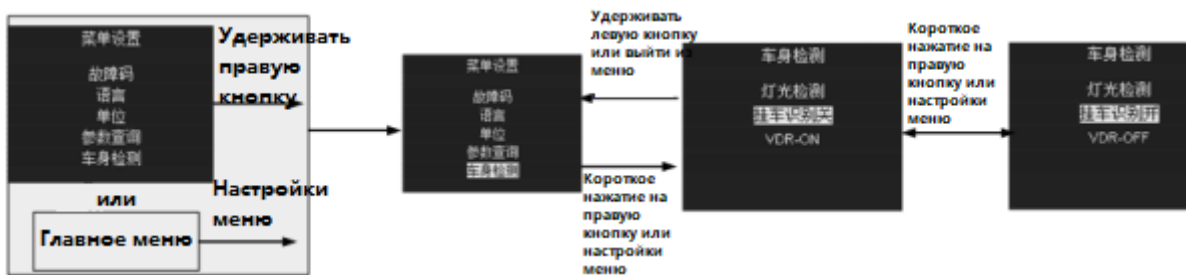 菜单设置
故障码
语言
单位
参数查询
车身检测
Удерживать
правую
кнопку
или
Главное меню
Настройки
меню
菜单设置
故障码
语言
单位
参数查询
车身检测
Удерживать
левую кнопку
или выйти из
меню
Короткое
нажатие на
правую
кнопку или
настройки
меню
车身检测
灯光检测
挂车识别关
VDR-ON
Короткое
нажатие на
правую
кнопку или
настройки
меню
车身检测
灯光检测
挂车识别开
VDR-OFF